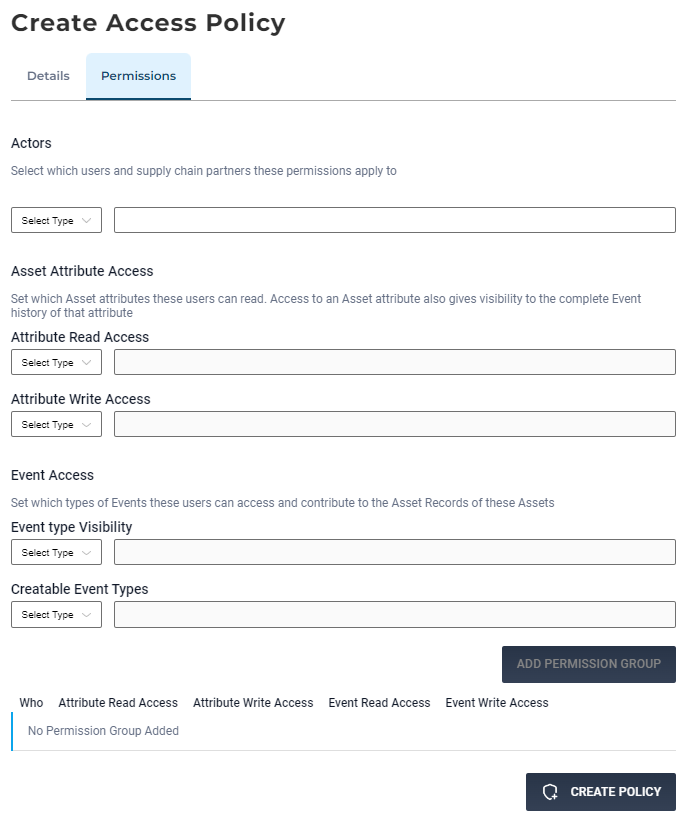 Create Access Policy
Details Permissions
Actors
Select which users and supply chain partners these permissions apply to
Select Type
Asset Attribute Access
Set which Asset attributes these users can read. Access to an Asset attribute also gives visibility to the complete Event
history of that attribute
Attribute Read Access
Select Type
Attribute Write Access
Select Type
Event Access
Set which types of Events these users can access and contribute to the Asset Records of these Assets
Event type Visibility
Select Type
Creatable Event Types
Select Type
ADD PERMISSION GROUP
Who Attribute Read Access Attribute Write Access Event Read Access Event Write Access
No Permission Group Added
CREATE POLICY